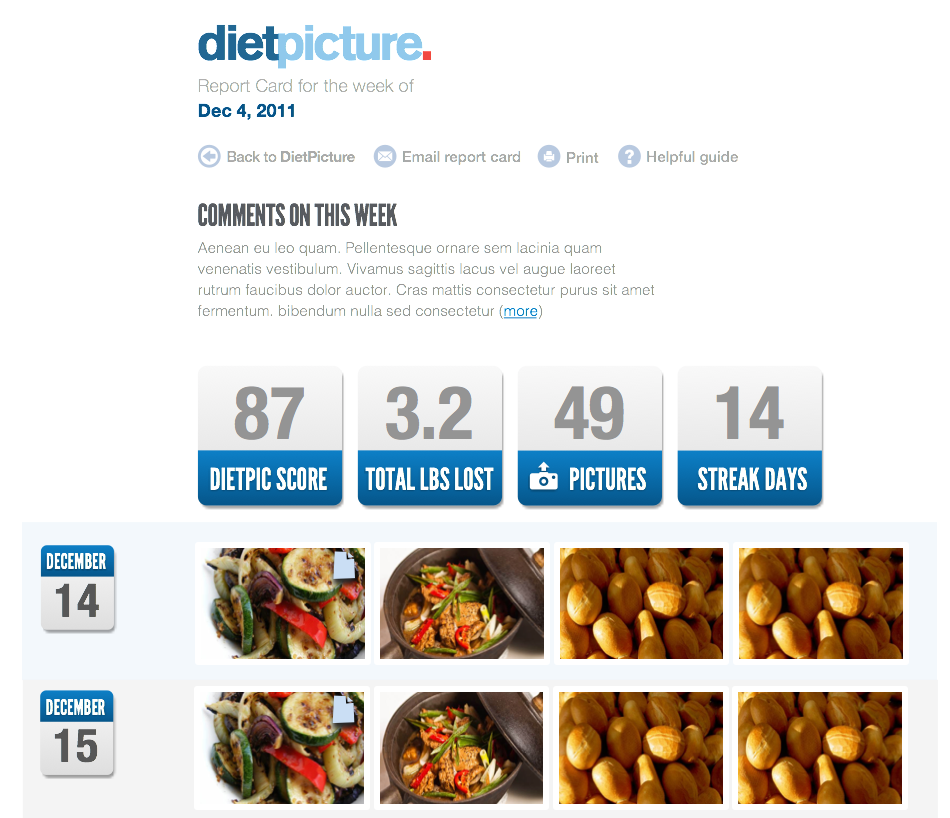 dietpicture.
Report Card for the week of
Dec 4, 2011
Back to DietPicture Email report card Print ? Helpful guide
COMMENTS ON THIS WEEK
Aenean eu leo quam. Pellentesque ornare sem lacinia quam
venenatis vestibulum. Vivamus sagittis lacus vel augue laoreet
rutrum faucibus dolor auctor. Cras mattis consectetur purus sit amet
fermentum. bibendum nulla sed consectetur (more)
87
DIETPIC SCORE
3.2
TOTAL LBS LOST
49
PICTURES
14
STREAK DAYS
DECEMBER
14
DECEMBER
15